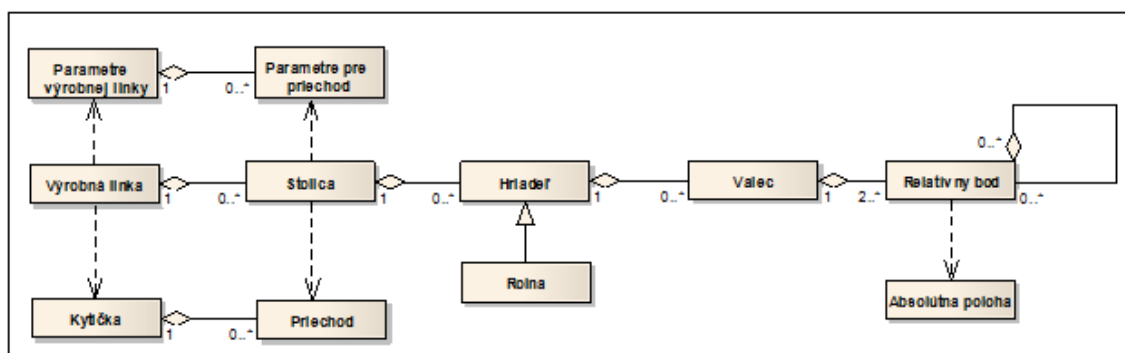 Parametre
výrobnej linky
1
0..*
Parametre pre
priechod
Výrobná linka
1
0..*
Stolica
1
0..*
Hriadeľ
1
0..*
Valec
1
2..*
Relatívny bod
0..*
0..*
Rolna
Kytička
1
0..*
Priechod
Absolútna poloha